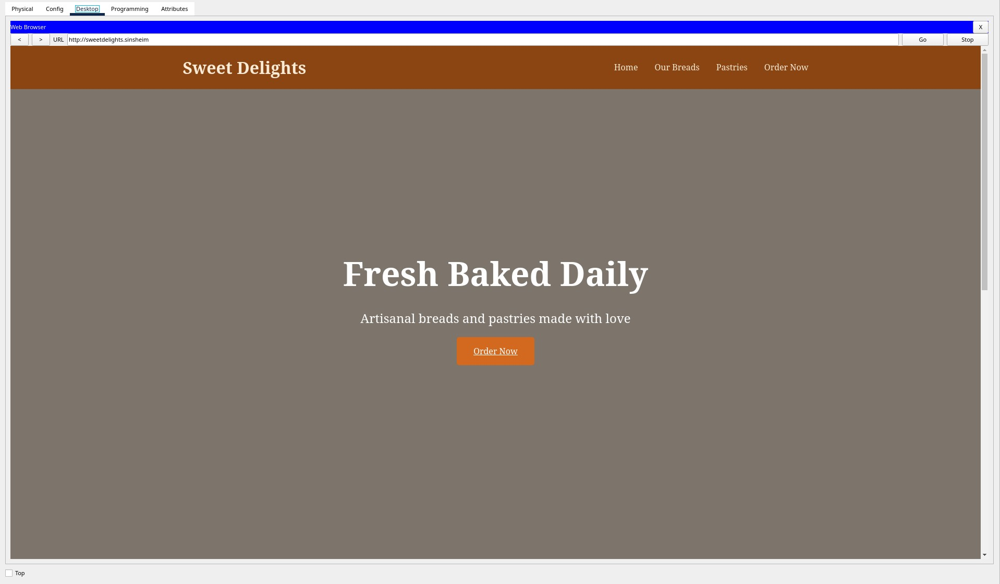 Physical Config Desktop Programming Attributes
Web Browser X
< > URL http://sweetdelights.sinsheim Go Stop
Sweet Delights Home Our Breads Pastries Order Now
Fresh Baked Daily
Artisanal breads and pastries made with love
Order Now
Top